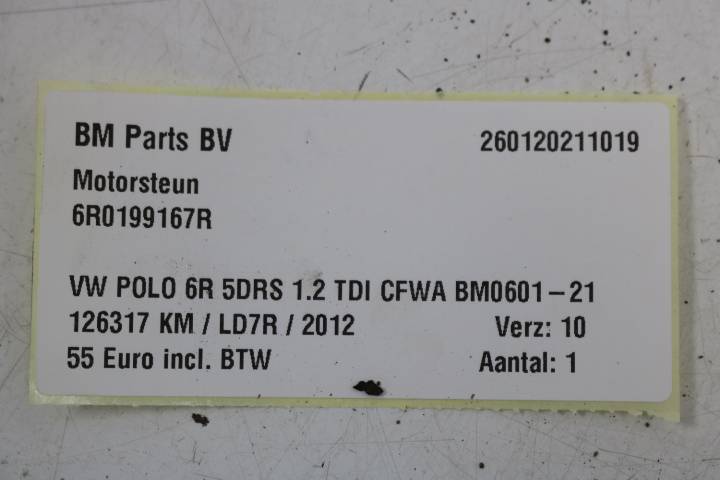 BM Parts BV 260120211019
Motorsteun
6R0199167R
VW POLO 6R 5DRS 1.2 TDI CFWA BM0601-21
126317 KM / LD7R / 2012 Verz: 10
55 Euro incl. BTW Aantal: 1